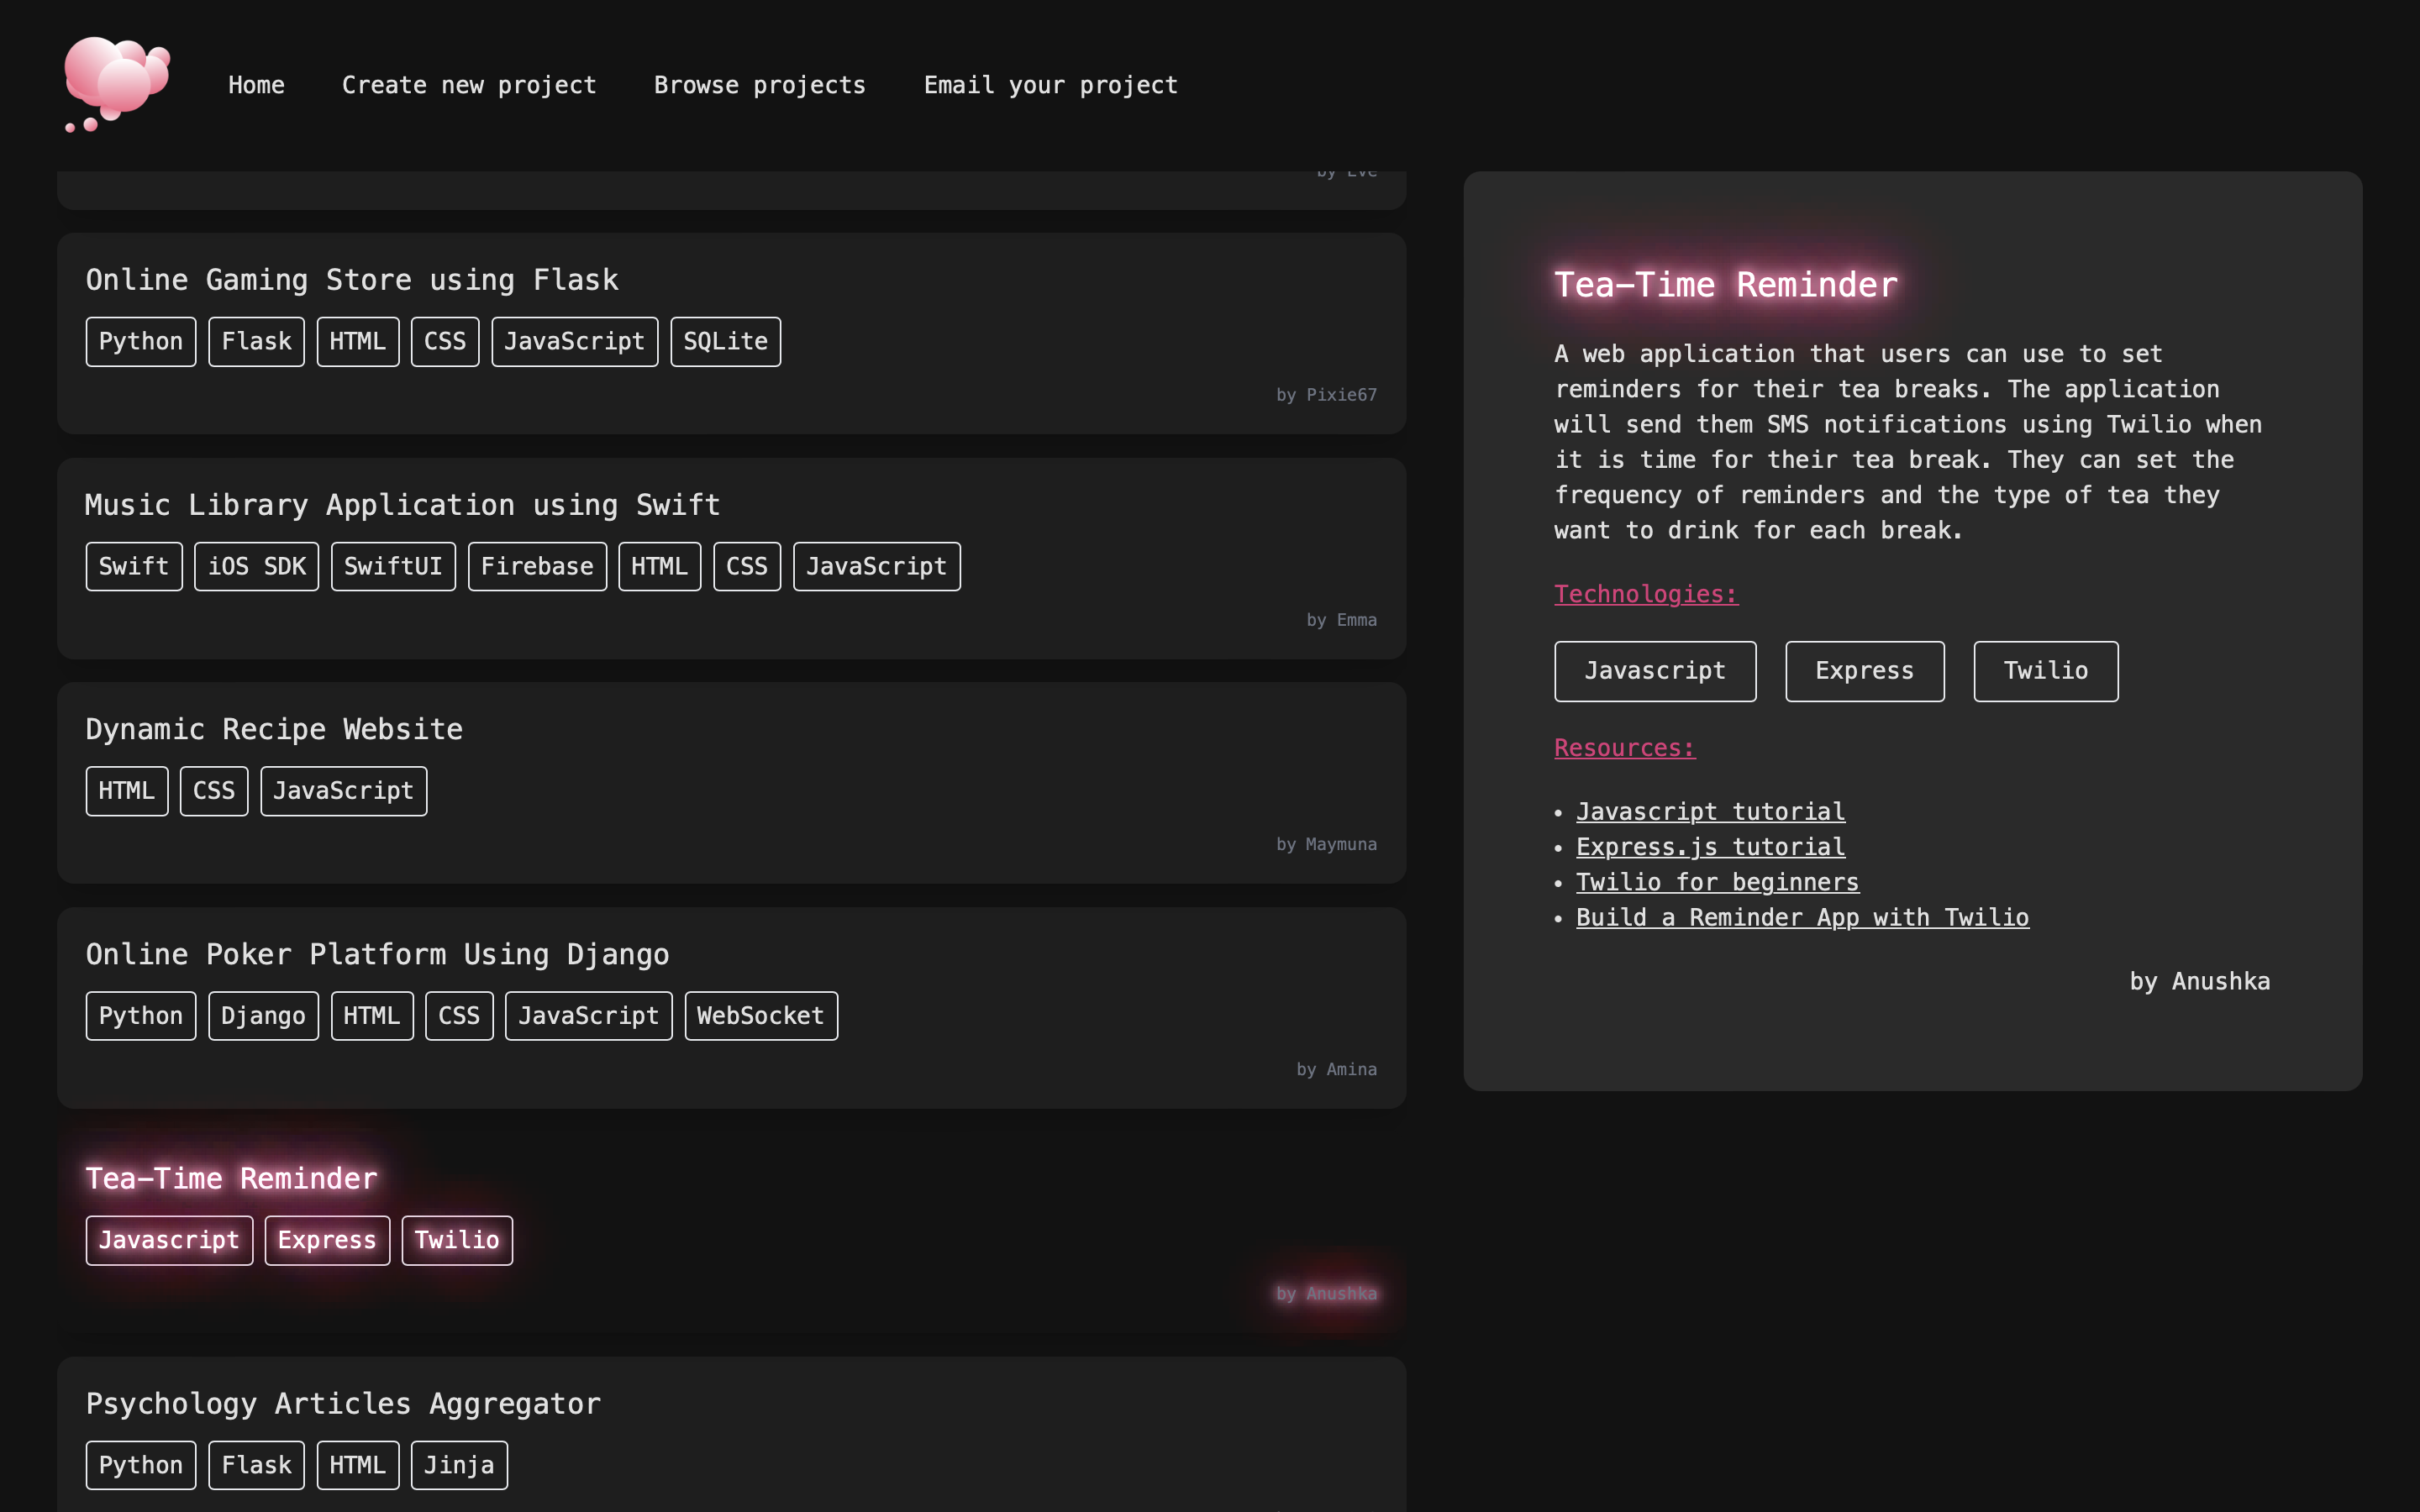 Home Create new project Browse projects Email your project
by Eve
Online Gaming Store using Flask
Python Flask HTML CSS JavaScript SQLite
by Pixie67
Music Library Application using Swift
Swift iOS SDK SwiftUI Firebase HTML CSS JavaScript
by Emma
Dynamic Recipe Website
HTML CSS JavaScript
by Maymuna
Online Poker Platform Using Django
Python Django HTML CSS JavaScript WebSocket
by Amina
Tea-Time Reminder
Javascript Express Twilio
by Anushka
Psychology Articles Aggregator
Python Flask HTML Jinja
Tea-Time Reminder
A web application that users can use to set
reminders for their tea breaks. The application
will send them SMS notifications using Twilio when
it is time for their tea break. They can set the
frequency of reminders and the type of tea they
want to drink for each break.
Technologies:
Javascript Express Twilio
Resources:
• Javascript tutorial
• Express.js tutorial
• Twilio for beginners
• Build a Reminder App with Twilio
by Anushka